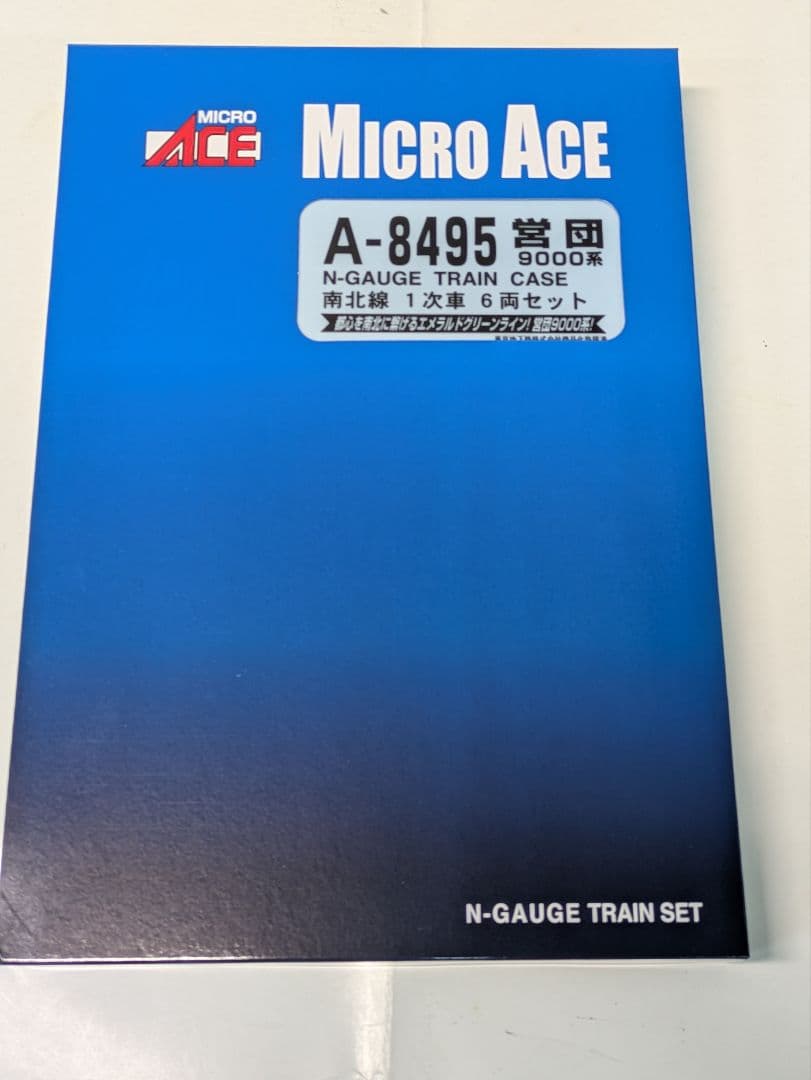 MICRO
ACE
MICRO ACE
A-8495 営団
9000系
N-GAUGE TRAIN CASE
南北線 1次車 6両セット
都心を南北に繋げるエメラルドグリーンライン! 営団9000系!
N-GAUGE TRAIN SET